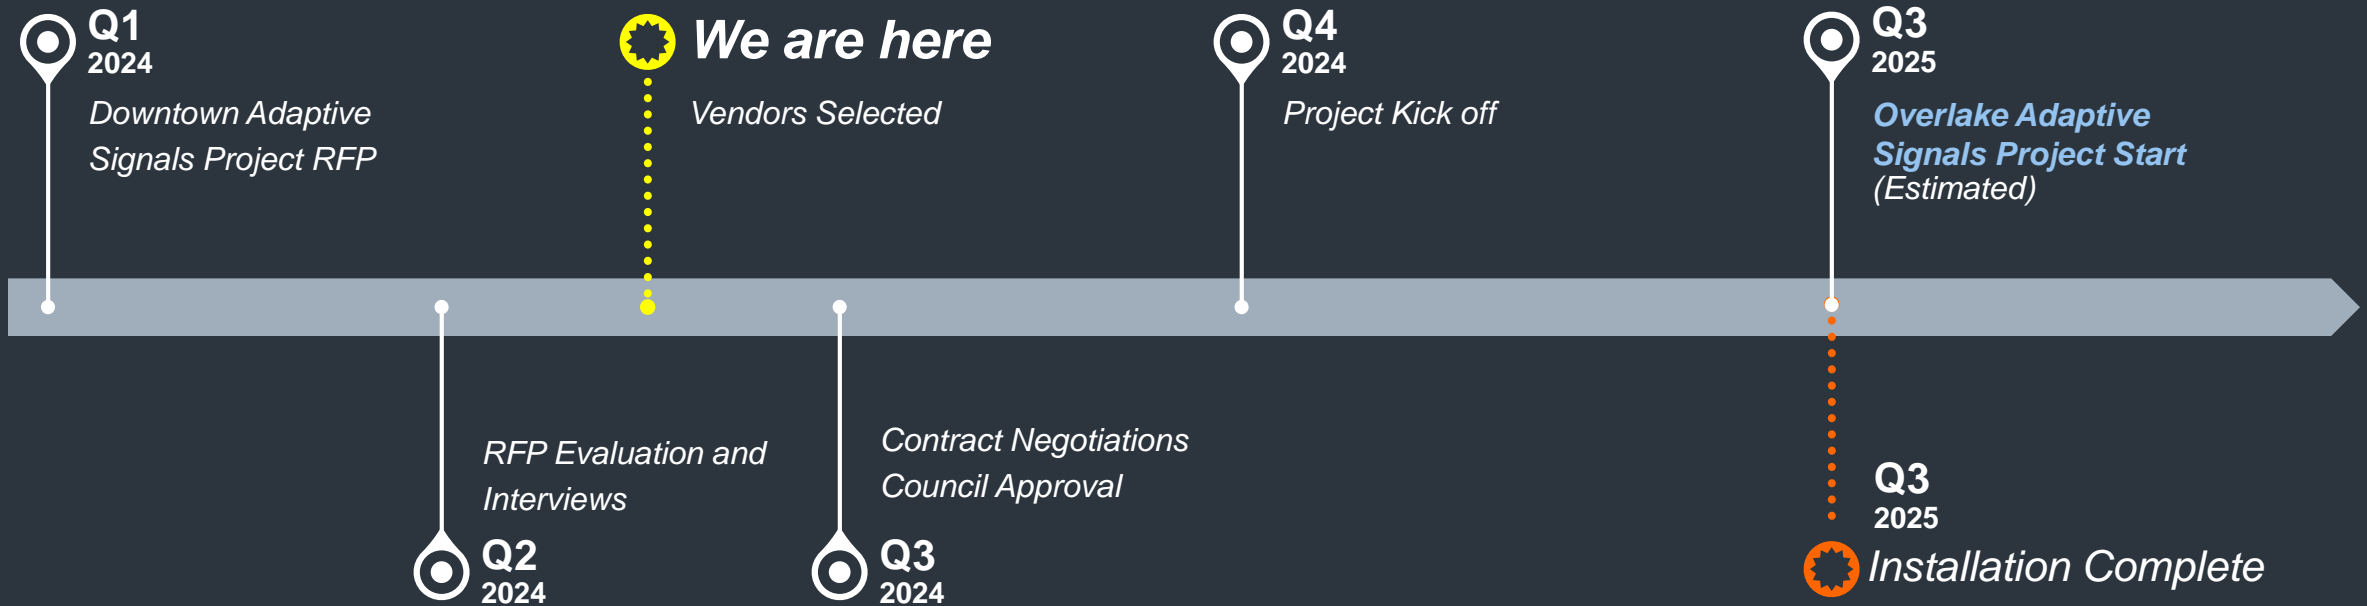 Q1
2024
Downtown Adaptive
Signals Project RFP
We are here
Vendors Selected
Q4
2024
Project Kick off
Q3
2025
Overlake Adaptive
Signals Project Start
(Estimated)
RFP Evaluation and
Interviews
Q2
2024
Contract Negotiations
Council Approval
Q3
2024
Q3
2025
Installation Complete